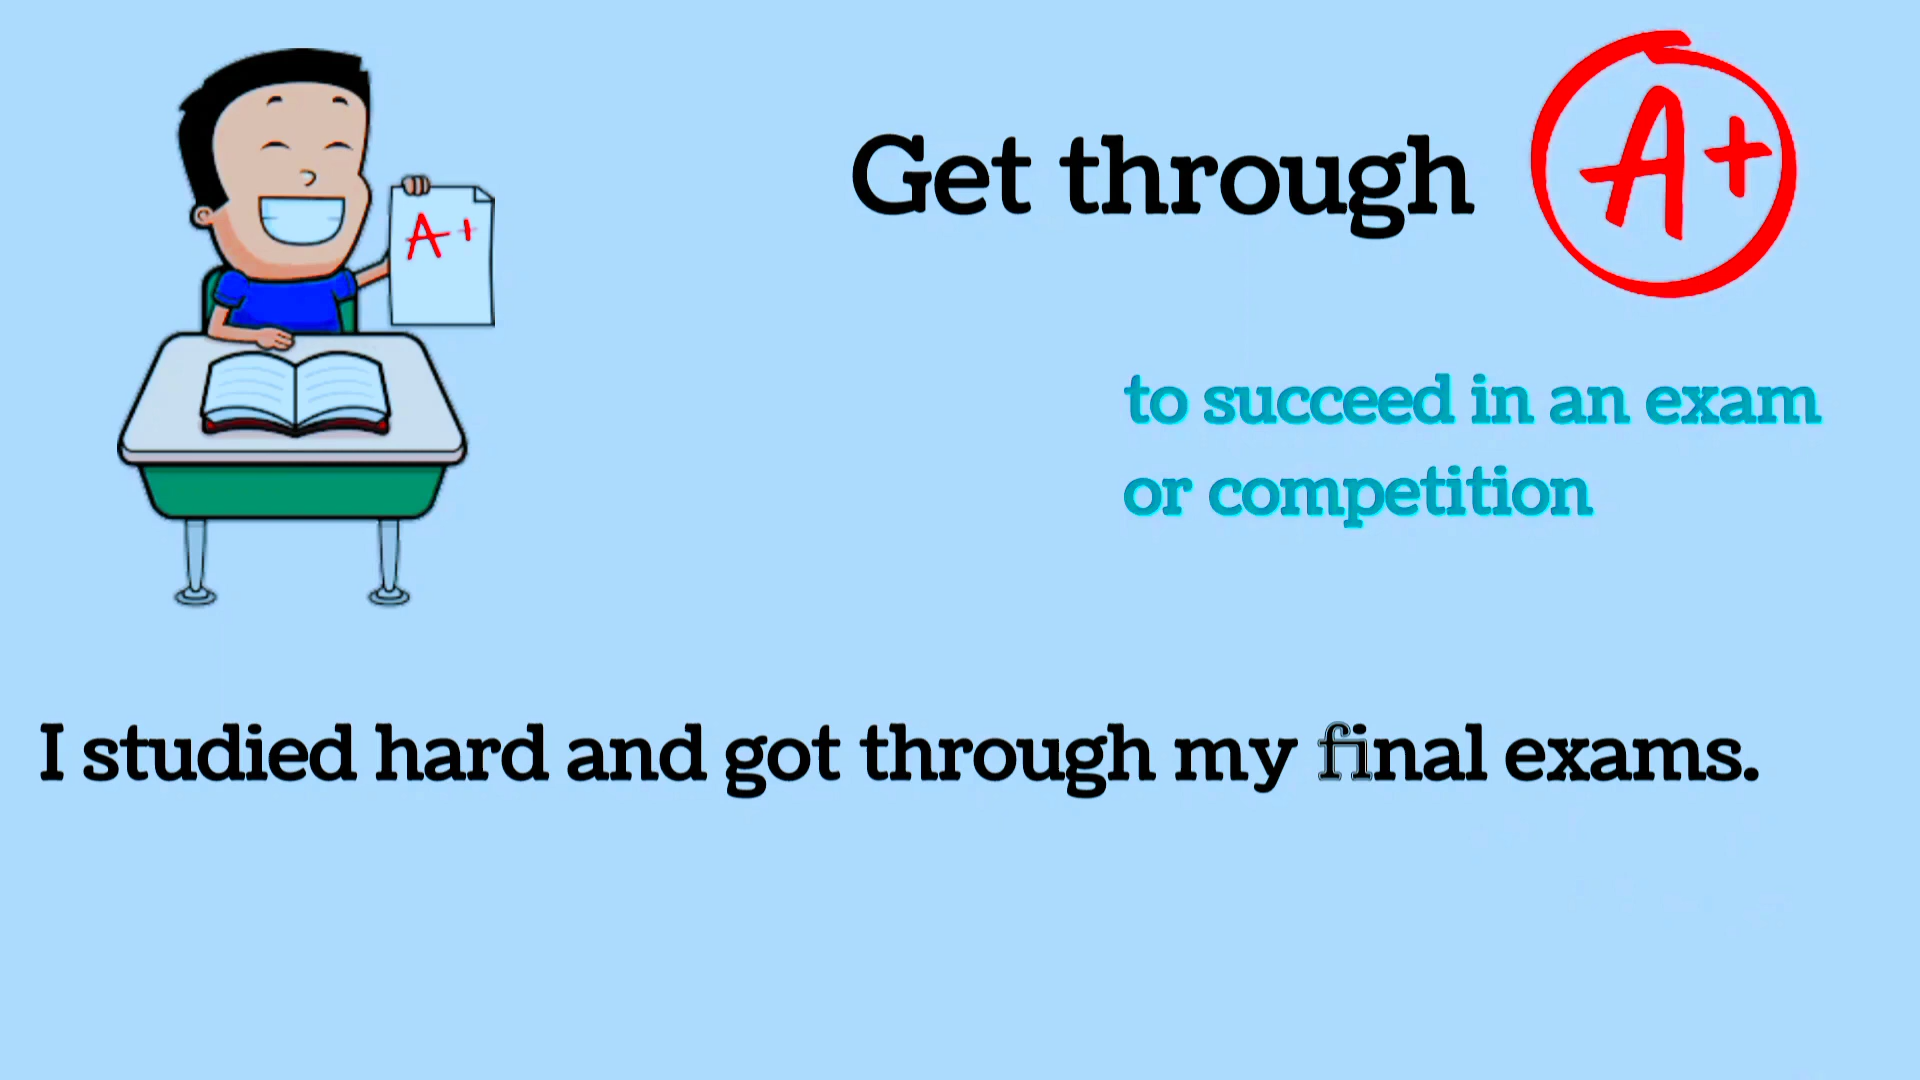 Get through
A+
A+
to succeed in an exam
or competition
I studied hard and got through my final exams.